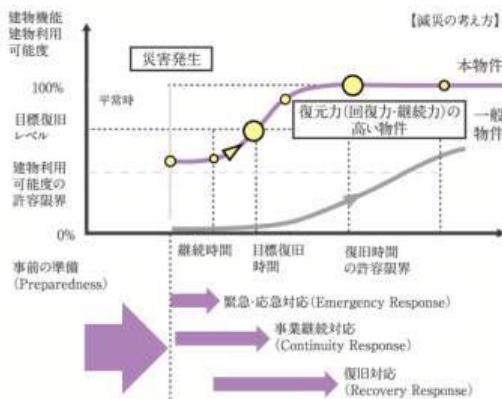 建物機能
建物利用
可能度
【減災の考え方】
災害発生
本物件
100%
平常時
復元力(回復力・継続力)の
高い物件
一般
物件
目標復旧
レベル
建物利用
可能度の
許容限界
0%
継続時間
目標復旧
時間
復旧時間
の許容限界
事前の準備
(Preparedness)
緊急・応急対応(Emergency Response)
事業継続対応
(Continuity Response)
復旧対応
(Recovery Response)